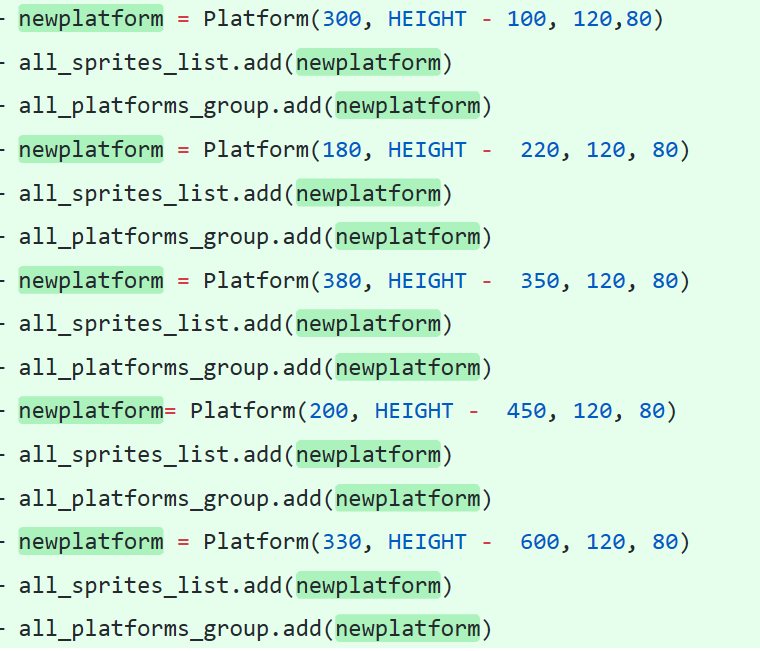 - newplatform = Platform(300, HEIGHT - 100, 120,80)
- all_sprites_list.add(newplatform)
- all_platforms_group.add(newplatform)
- newplatform = Platform(180, HEIGHT -  220, 120, 80)
- all_sprites_list.add(newplatform)
- all_platforms_group.add(newplatform)
- newplatform = Platform(380, HEIGHT -  350, 120, 80)
- all_sprites_list.add(newplatform)
- all_platforms_group.add(newplatform)
- newplatform= Platform(200, HEIGHT -  450, 120, 80)
- all_sprites_list.add(newplatform)
- all_platforms_group.add(newplatform)
- newplatform = Platform(330, HEIGHT -  600, 120, 80)
- all_sprites_list.add(newplatform)
- all_platforms_group.add(newplatform)